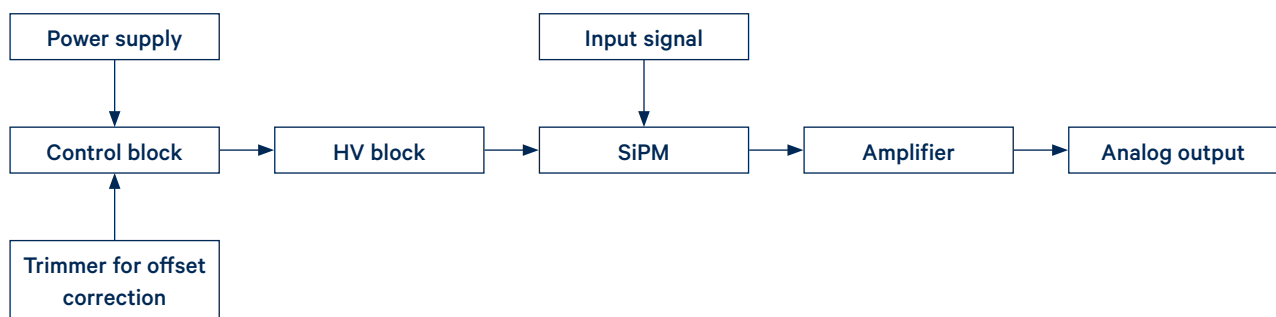 Power supply
Input signal
Control block
HV block
SiPM
Amplifier
Analog output
Trimmer for offset
correction